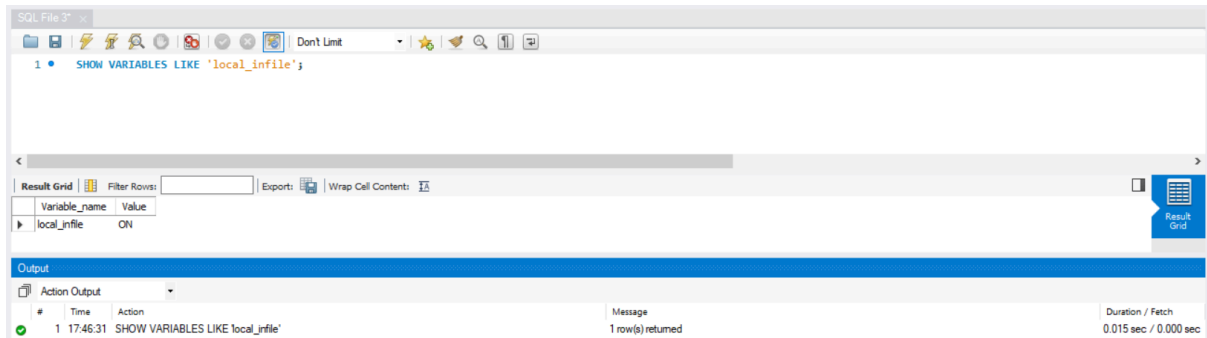 SQL File 3*
Don't Limit
1 SHOW VARIABLES LIKE 'local_infile';
Result Grid Filter Rows: Export: Wrap Cell Content:
Variable_name Value
local_infile ON
Result
Grid
Output
Action Output
# Time Action Message Duration / Fetch
1 17:46:31 SHOW VARIABLES LIKE 'local_infile' 1 row(s) returned 0.015 sec / 0.000 sec